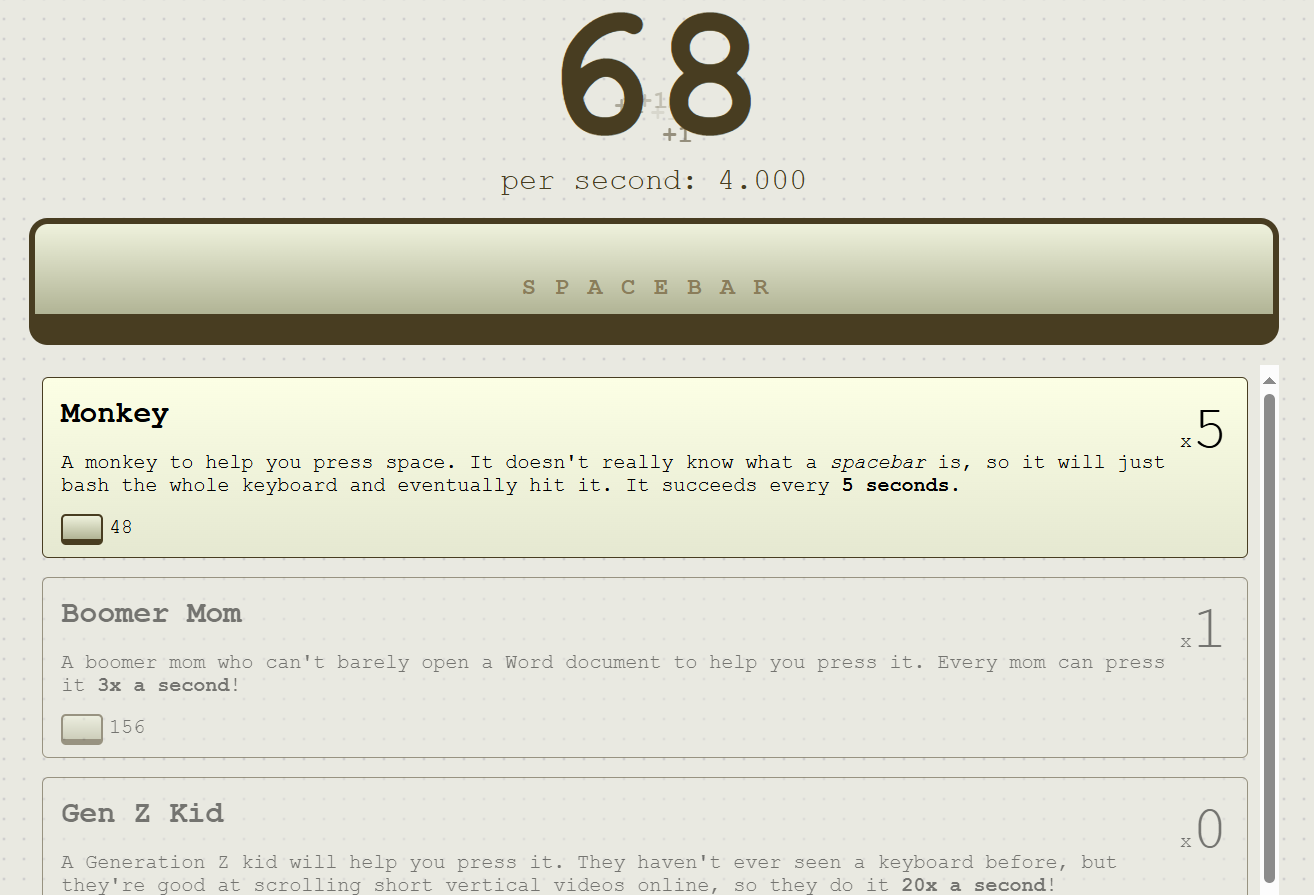 68
+1
+1
per second: 4.000
SPACEBAR
Monkey
x5
A monkey to help you press space. It doesn't really know what a spacebar is, so it will just
bash the whole keyboard and eventually hit it. It succeeds every 5 seconds.
48
Boomer Mom
x1
A boomer mom who can't barely open a Word document to help you press it. Every mom can press
it 3x a second!
156
Gen Z Kid
x0
A Generation Z kid will help you press it. They haven't ever seen a keyboard before, but
they're good at scrolling short vertical videos online, so they do it 20x a second!